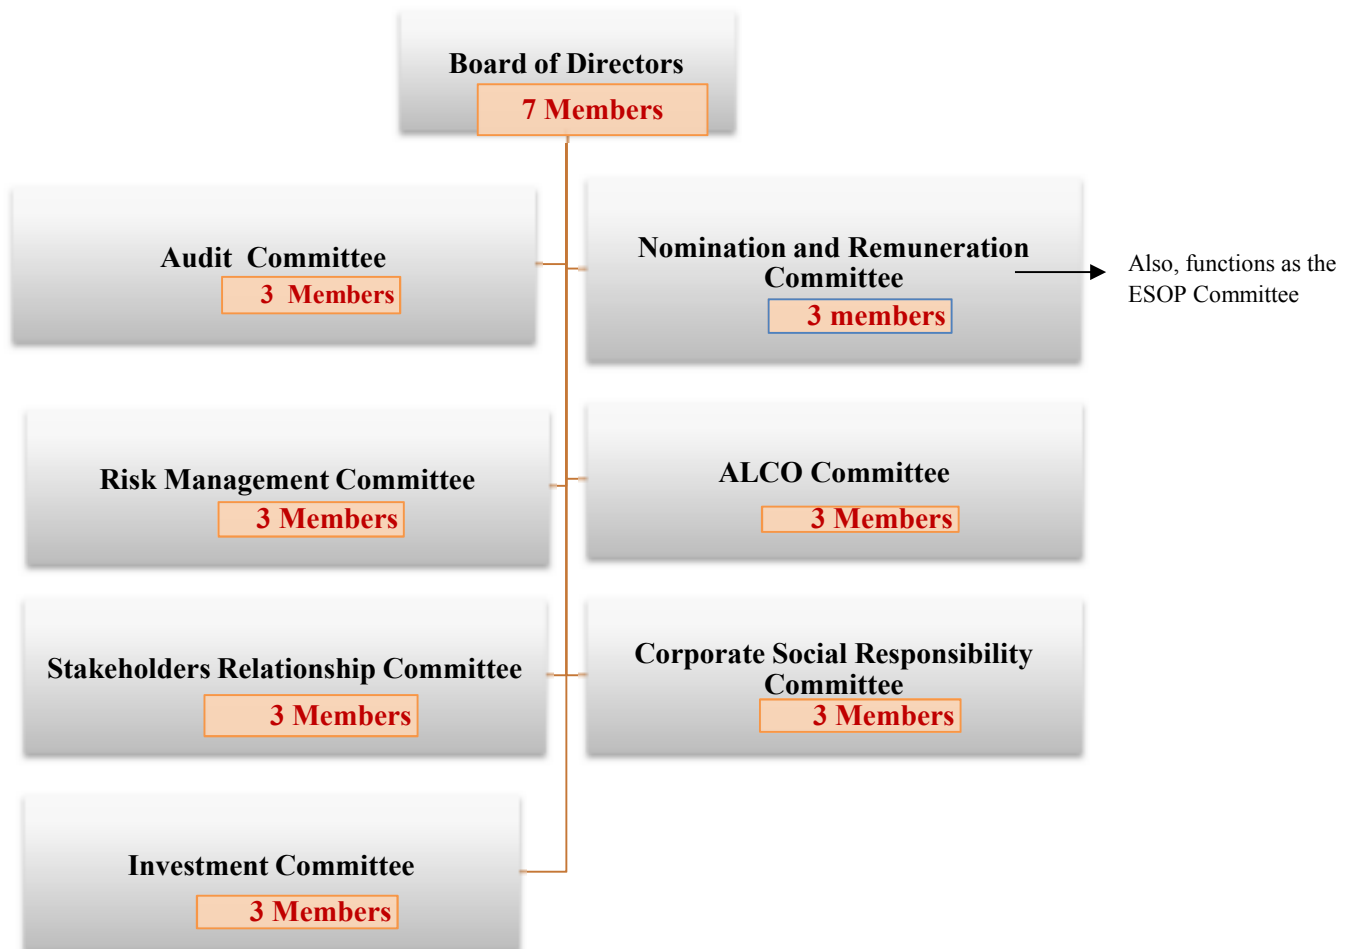 Board of Directors
7 Members
Audit Committee
3 Members
Nomination and Remuneration
Committee
3 members
Also, functions as the
ESOP Committee
Risk Management Committee
3 Members
ALCO Committee
3 Members
Stakeholders Relationship Committee
3 Members
Corporate Social Responsibility
Committee
3 Members
Investment Committee
3 Members